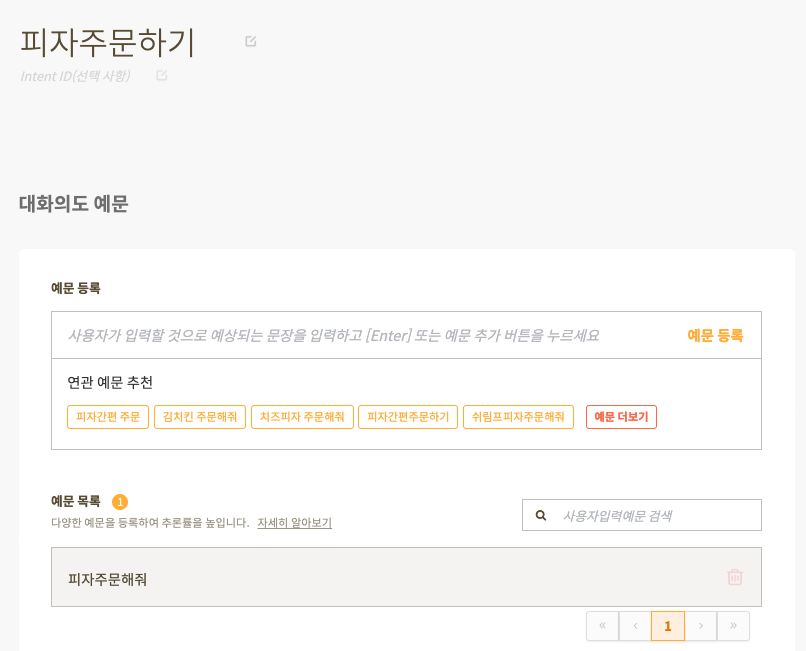 피자주문하기
Intent ID(선택 사항)
대화의도 예문
예문 등록
사용자가 입력할 것으로 예상되는 문장을 입력하고 [Enter] 또는 예문 추가 버튼을 누르세요 예문 등록
연관 예문 추천
피자간편 주문 김치킨 주문해줘 치즈피자 주문해줘 피자간편주문하기 쉬림프피자주문해줘 예문 더보기
예문 목록 1
다양한 예문을 등록하여 추론률을 높입니다. 자세히 알아보기
사용자입력예문 검색
피자주문해줘
« ‹ 1 › »